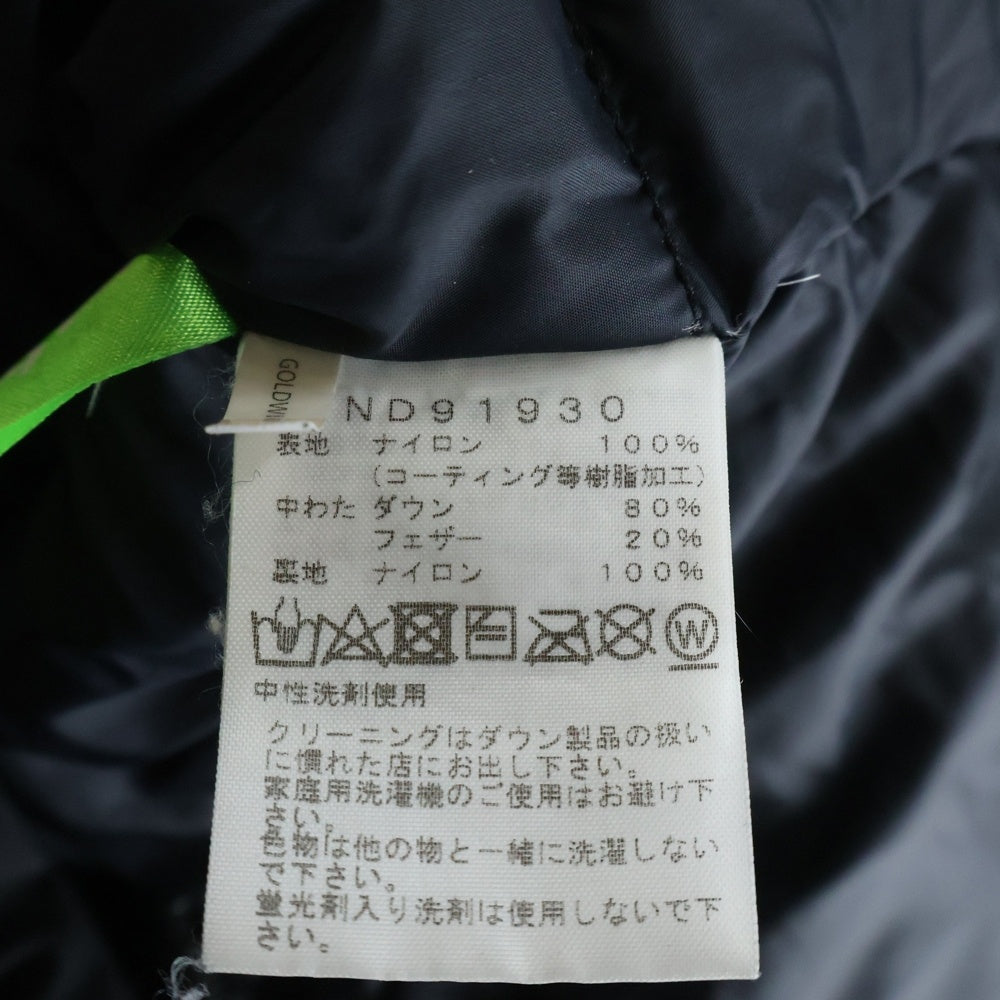 GOLDWI
ND91930
表地 ナイロン 100%
(コーティング等樹脂加工)
中わた ダウン 80%
フェザー 20%
裏地 ナイロン 100%
W
中性洗剤使用
クリーニングはダウン製品の扱い
に慣れた店にお出し下さい。
家庭用洗濯機のご使用はお避け下
さい。
色物は他の物と一緒に洗濯しない
で下さい。
蛍光剤入り洗剤は使用しないで下
さい。